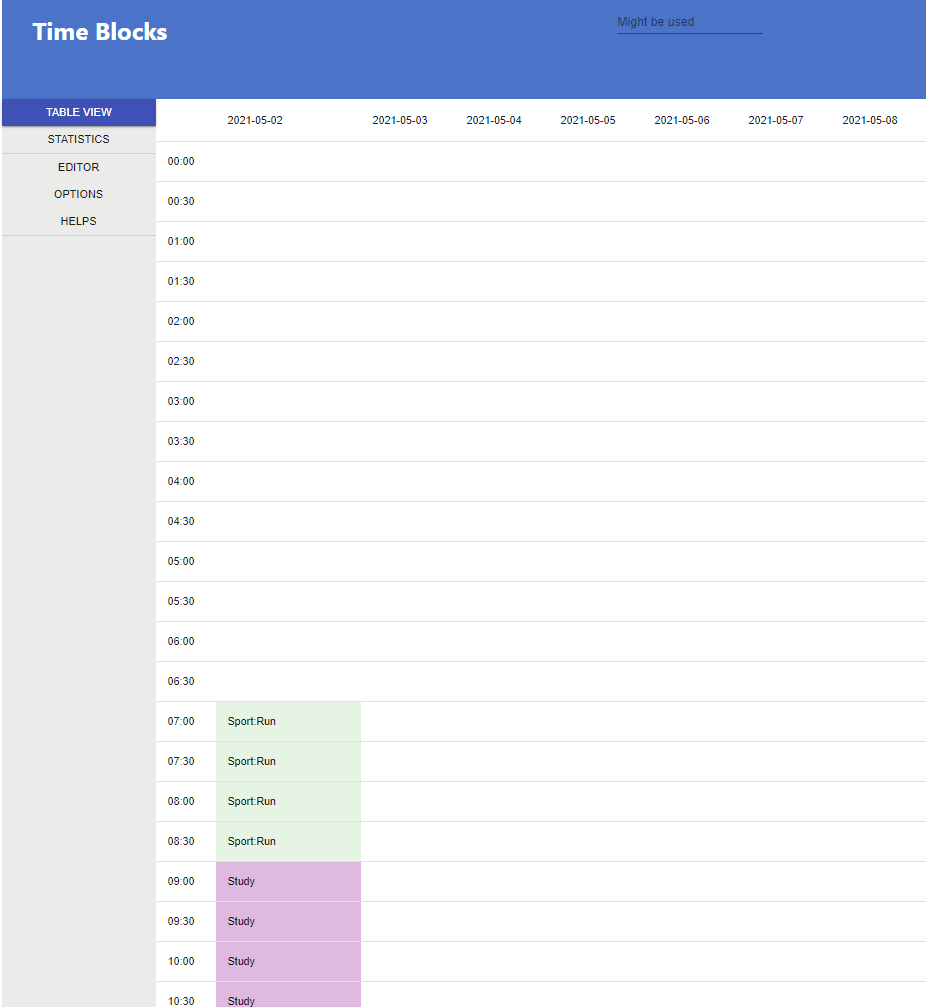 Time Blocks
Might be used
TABLE VIEW
STATISTICS
EDITOR
OPTIONS
HELPS
2021-05-02 2021-05-03 2021-05-04 2021-05-05 2021-05-06 2021-05-07 2021-05-08
00:00
00:30
01:00
01:30
02:00
02:30
03:00
03:30
04:00
04:30
05:00
05:30
06:00
06:30
07:00 Sport:Run
07:30 Sport:Run
08:00 Sport:Run
08:30 Sport:Run
09:00 Study
09:30 Study
10:00 Study
10:30 Study